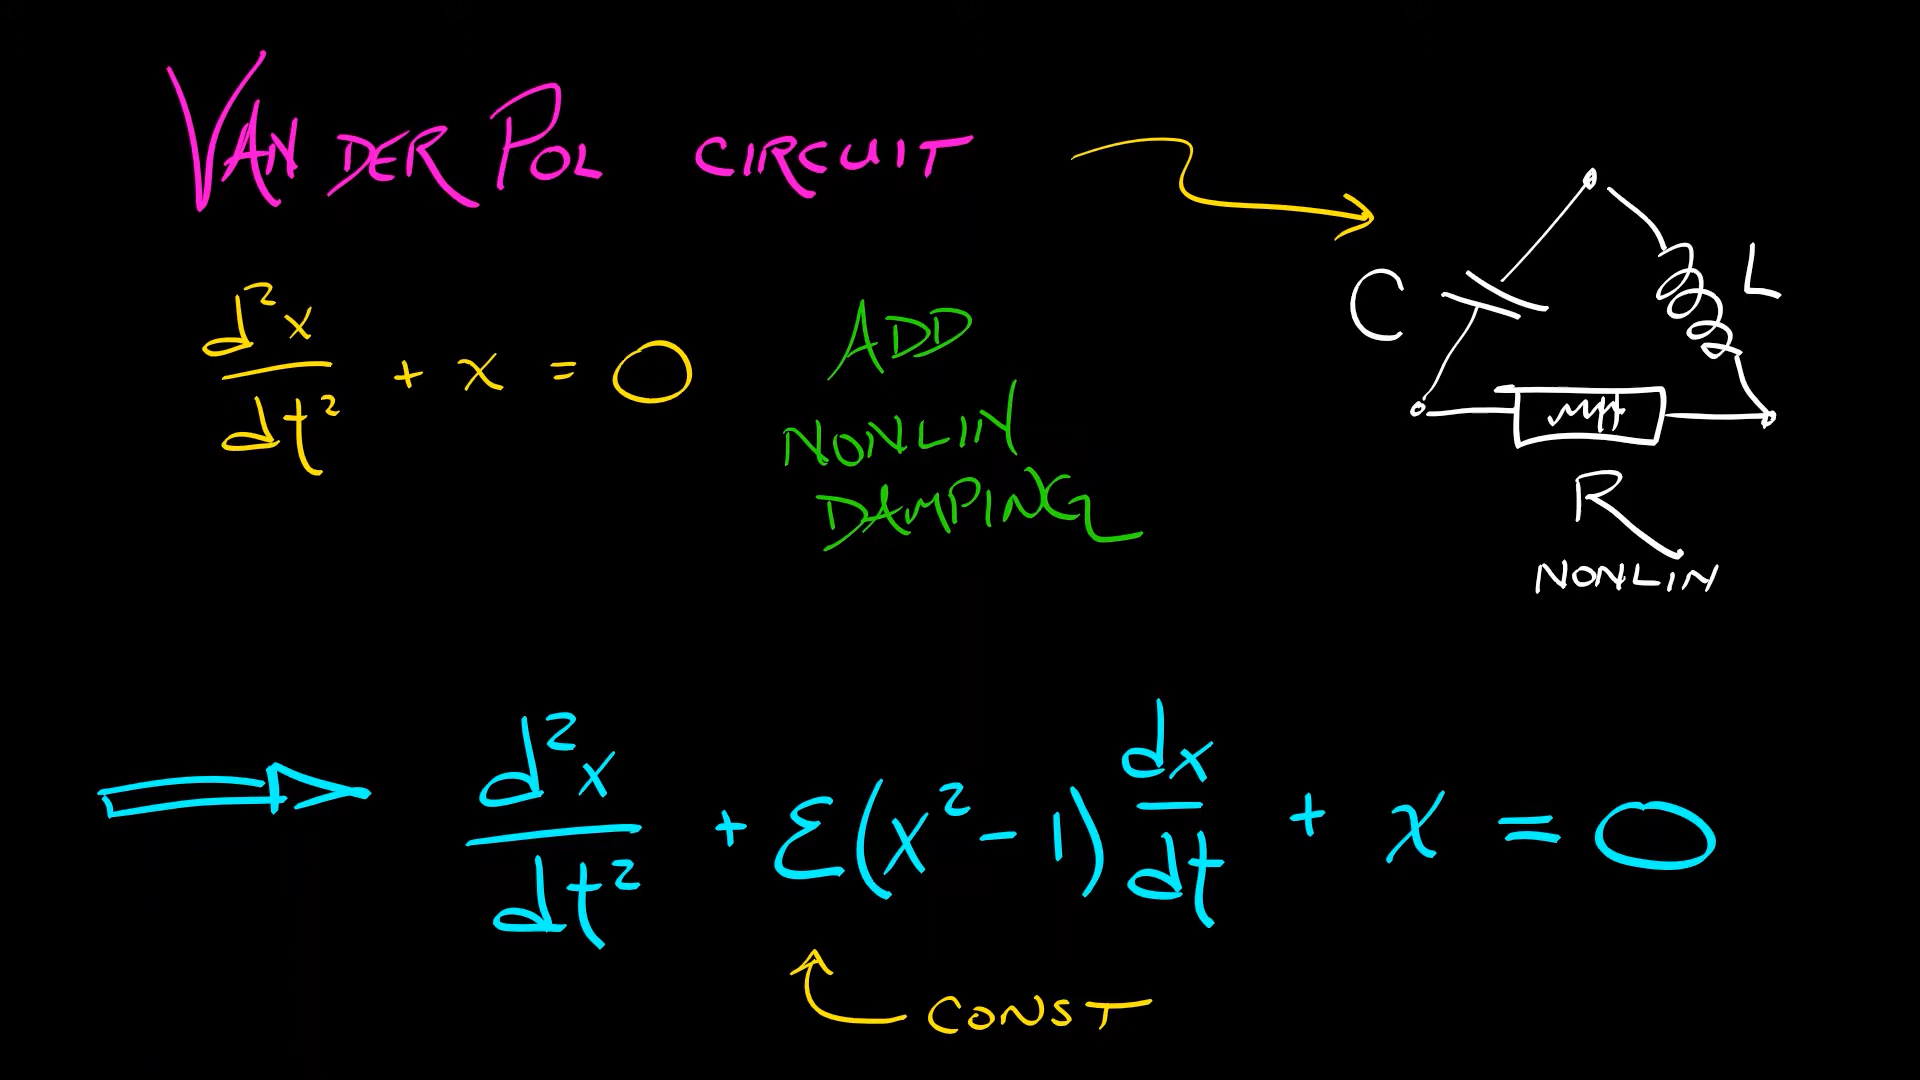 VAN DER POL CIRCUIT
d²x/dt² + x = 0
ADD
NONLIN
DAMPING
C
L
R
NONLIN
d²x/dt² + ε(x² - 1) dx/dt + x = 0
CONST